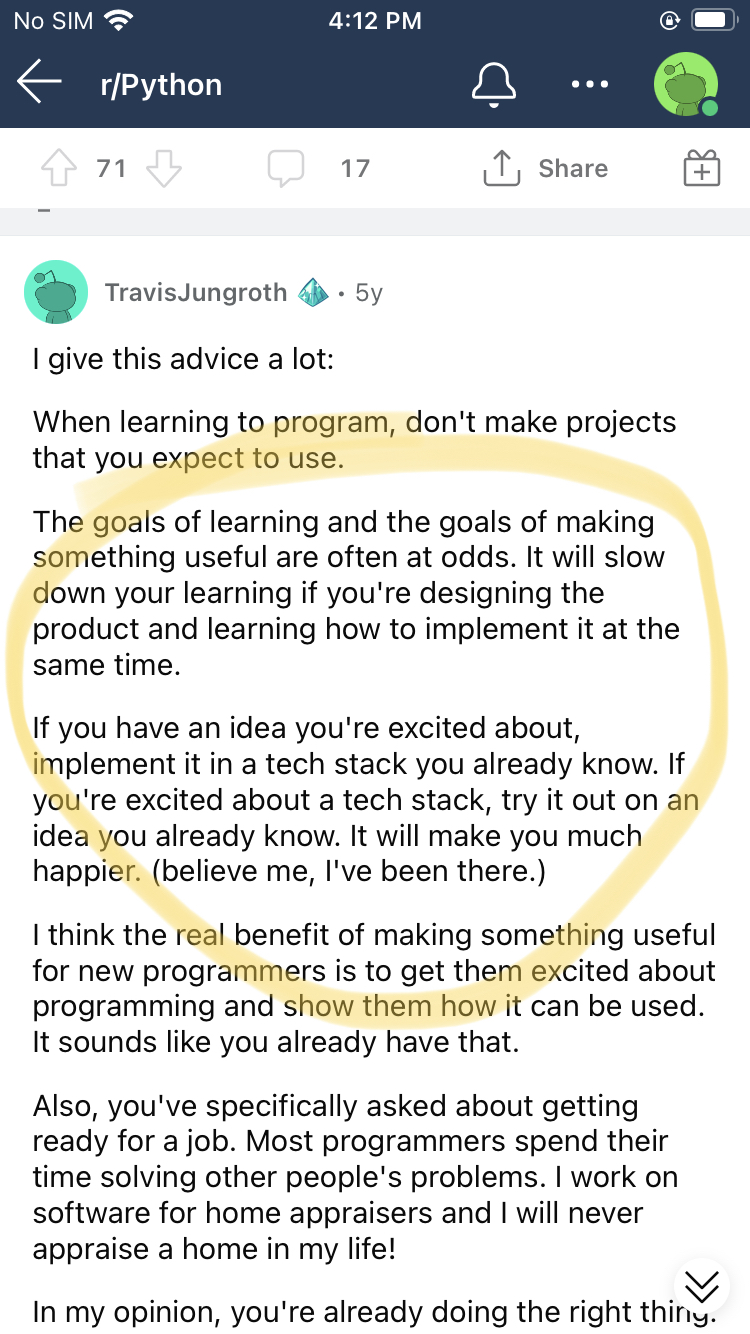 No SIM 4:12 PM
r/Python
71 17 Share
TravisJungroth • 5y
I give this advice a lot:
When learning to program, don't make projects
that you expect to use.
The goals of learning and the goals of making
something useful are often at odds. It will slow
down your learning if you're designing the
product and learning how to implement it at the
same time.
If you have an idea you're excited about,
implement it in a tech stack you already know. If
you're excited about a tech stack, try it out on an
idea you already know. It will make you much
happier. (believe me, I've been there.)
I think the real benefit of making something useful
for new programmers is to get them excited about
programming and show them how it can be used.
It sounds like you already have that.
Also, you've specifically asked about getting
ready for a job. Most programmers spend their
time solving other people's problems. I work on
software for home appraisers and I will never
appraise a home in my life!
In my opinion, you're already doing the right thing.